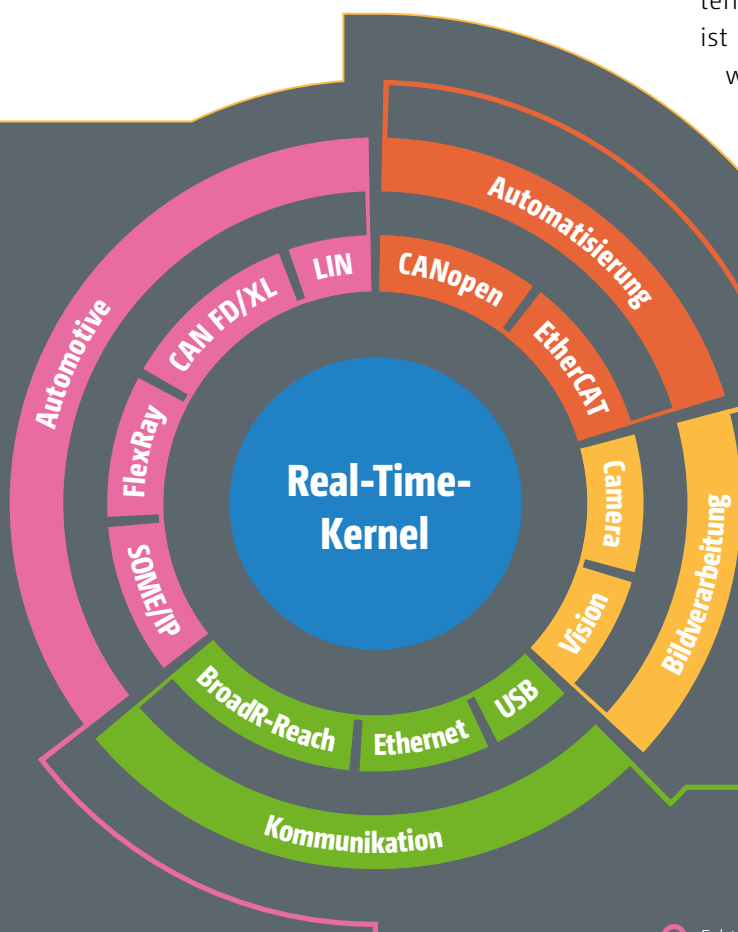 ist
Automotive
LIN
CAN FD/XL
FlexRay
SOME/IP
Automatisierung
CANopen
EtherCAT
Real-Time-
Kernel
Camera
Vision
Bildverarbeitung
BroadR-Reach
Ethernet
USB
Kommunikation